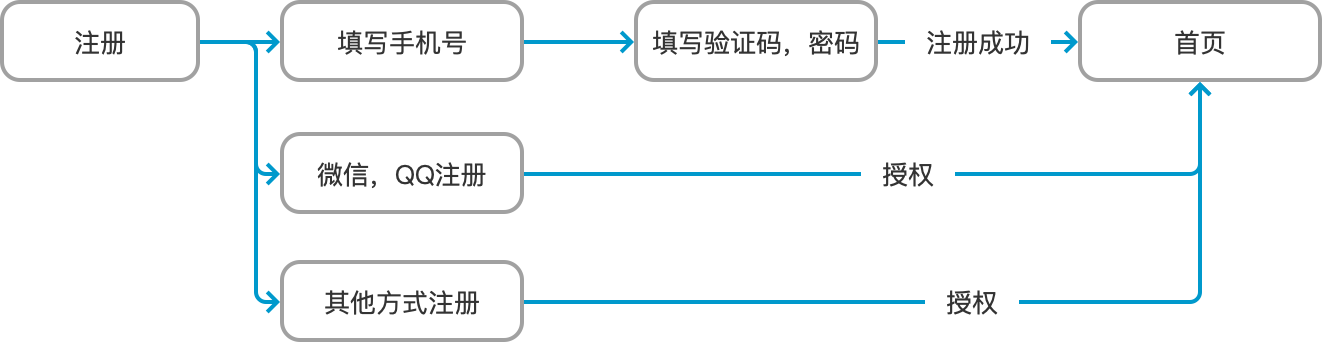 注册
填写手机号
填写验证码，密码
注册成功
首页
微信，QQ注册
授权
其他方式注册
授权